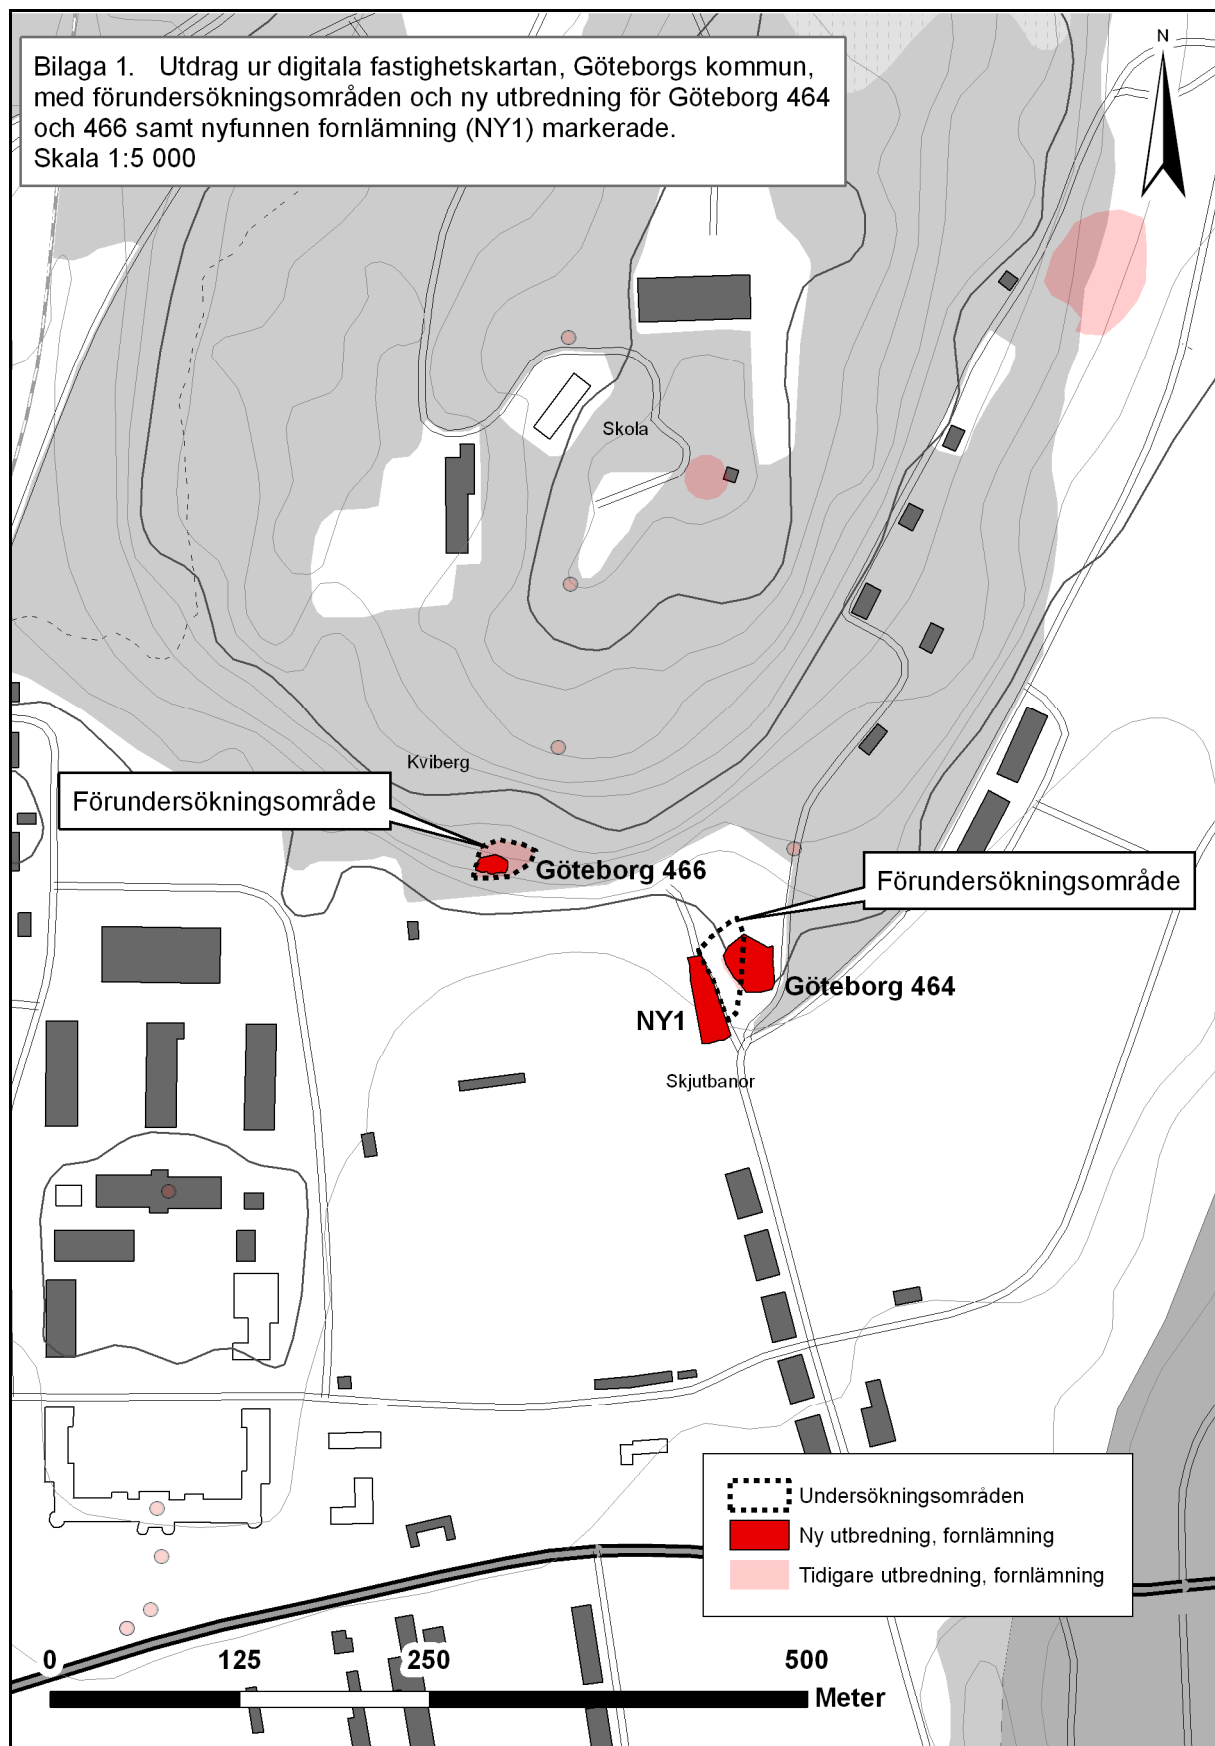 Bilaga 1. Utdrag ur digitala fastighetskartan, Göteborgs kommun,
med förundersökningsområden och ny utbredning för Göteborg 464
och 466 samt nyfunnen fornlämning (NY1) markerade.
Skala 1:5 000
N
Skola
Kviberg
Förundersökningsområde
Göteborg 466
Förundersökningsområde
Göteborg 464
NY1
Skjutbanor
Undersökningsområden
Ny utbredning, fornlämning
Tidigare utbredning, fornlämning
0 125 250 500
Meter